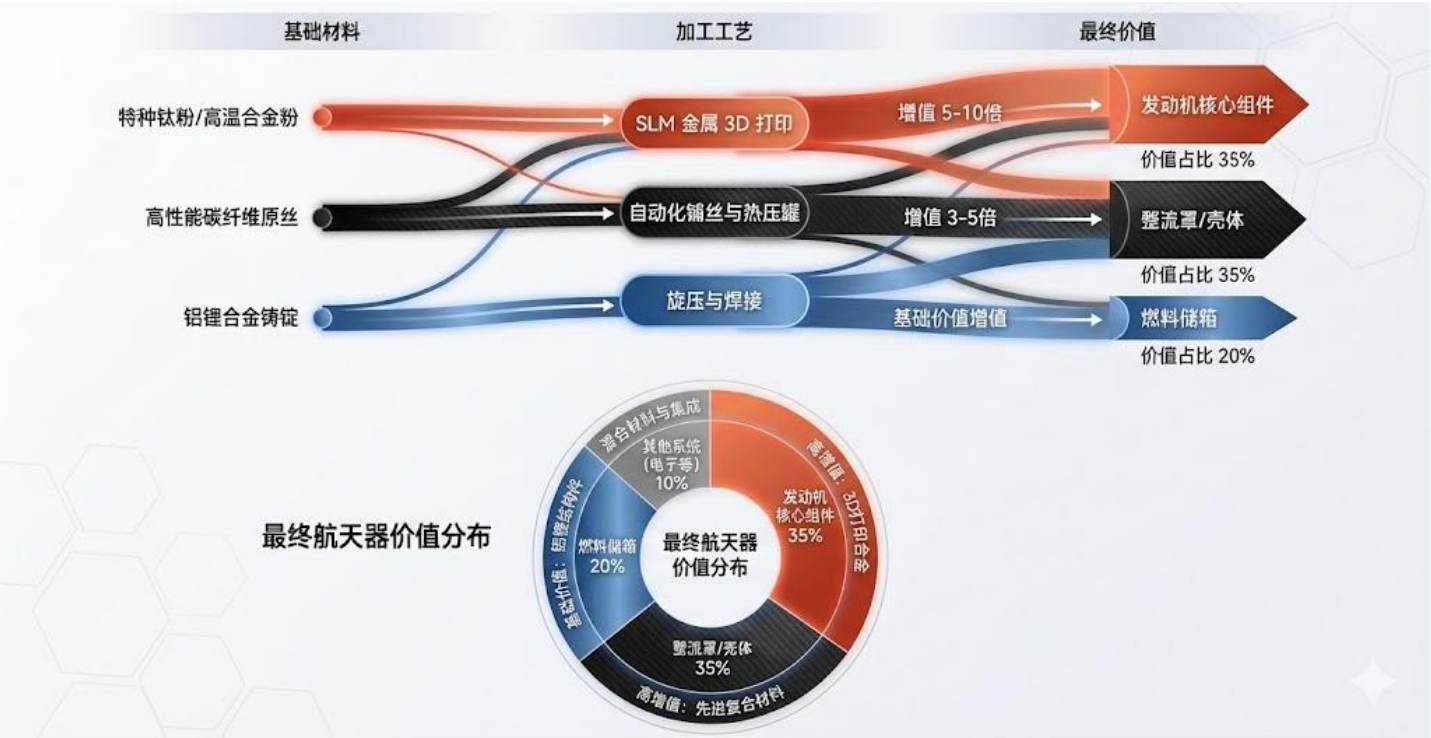 基础材料
加工工艺
最终价值
特种钛粉/高温合金粉
SLM 金属 3D 打印
增值 5-10倍
发动机核心组件
价值占比 35%
高性能碳纤维原丝
自动化铺丝与热压罐
增值 3-5倍
整流罩/壳体
价值占比 35%
铝锂合金铸锭
旋压与焊接
基础价值增值
燃料储箱
价值占比 20%
最终航天器价值分布
最终航天器
价值分布
混合材料与集成
其他系统
(电子等)
10%
高增值：3D打印合金
发动机
核心组件
35%
基础价值：
燃料储箱
20%
整流罩/壳体
35%
高增值：先进复合材料